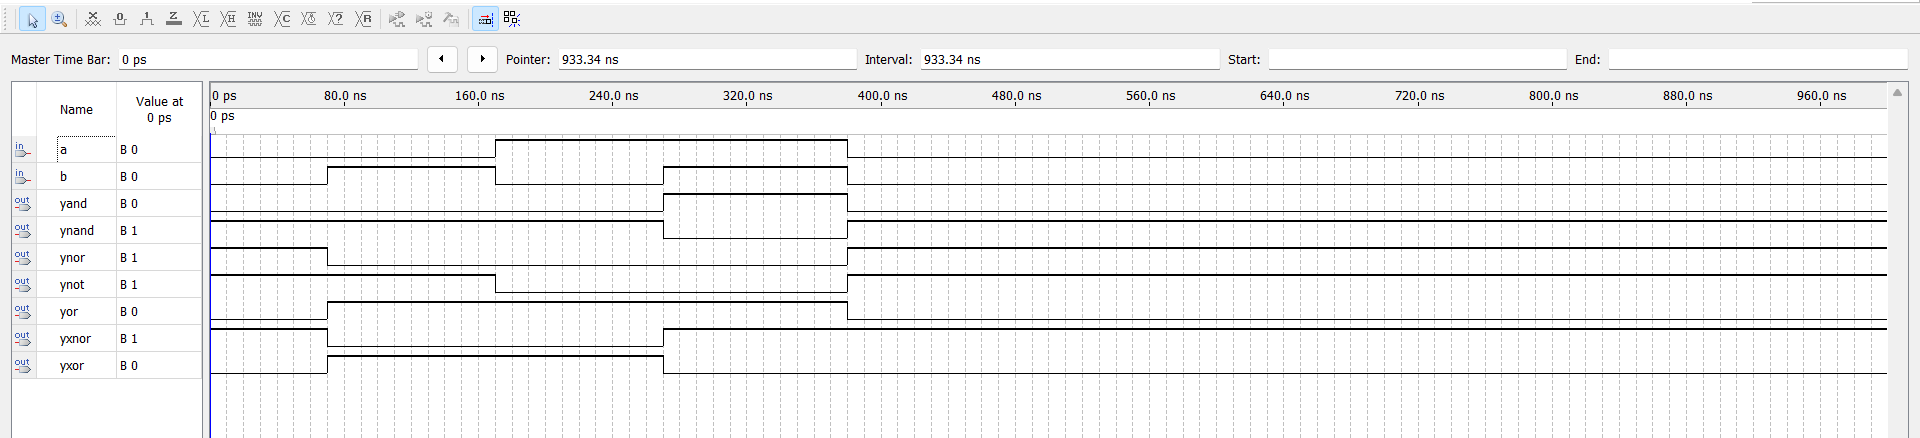 Master Time Bar: 0 ps Pointer: 933.34 ns Interval: 933.34 ns Start: End:
Name Value at 0 ps
0 ps 80.0 ns 160.0 ns 240.0 ns 320.0 ns 400.0 ns 480.0 ns 560.0 ns 640.0 ns 720.0 ns 800.0 ns 880.0 ns 960.0 ns
0 ps
in a B 0
in b B 0
out yand B 0
out ynand B 1
out ynor B 1
out ynot B 1
out yor B 0
out yxnor B 1
out yxor B 0